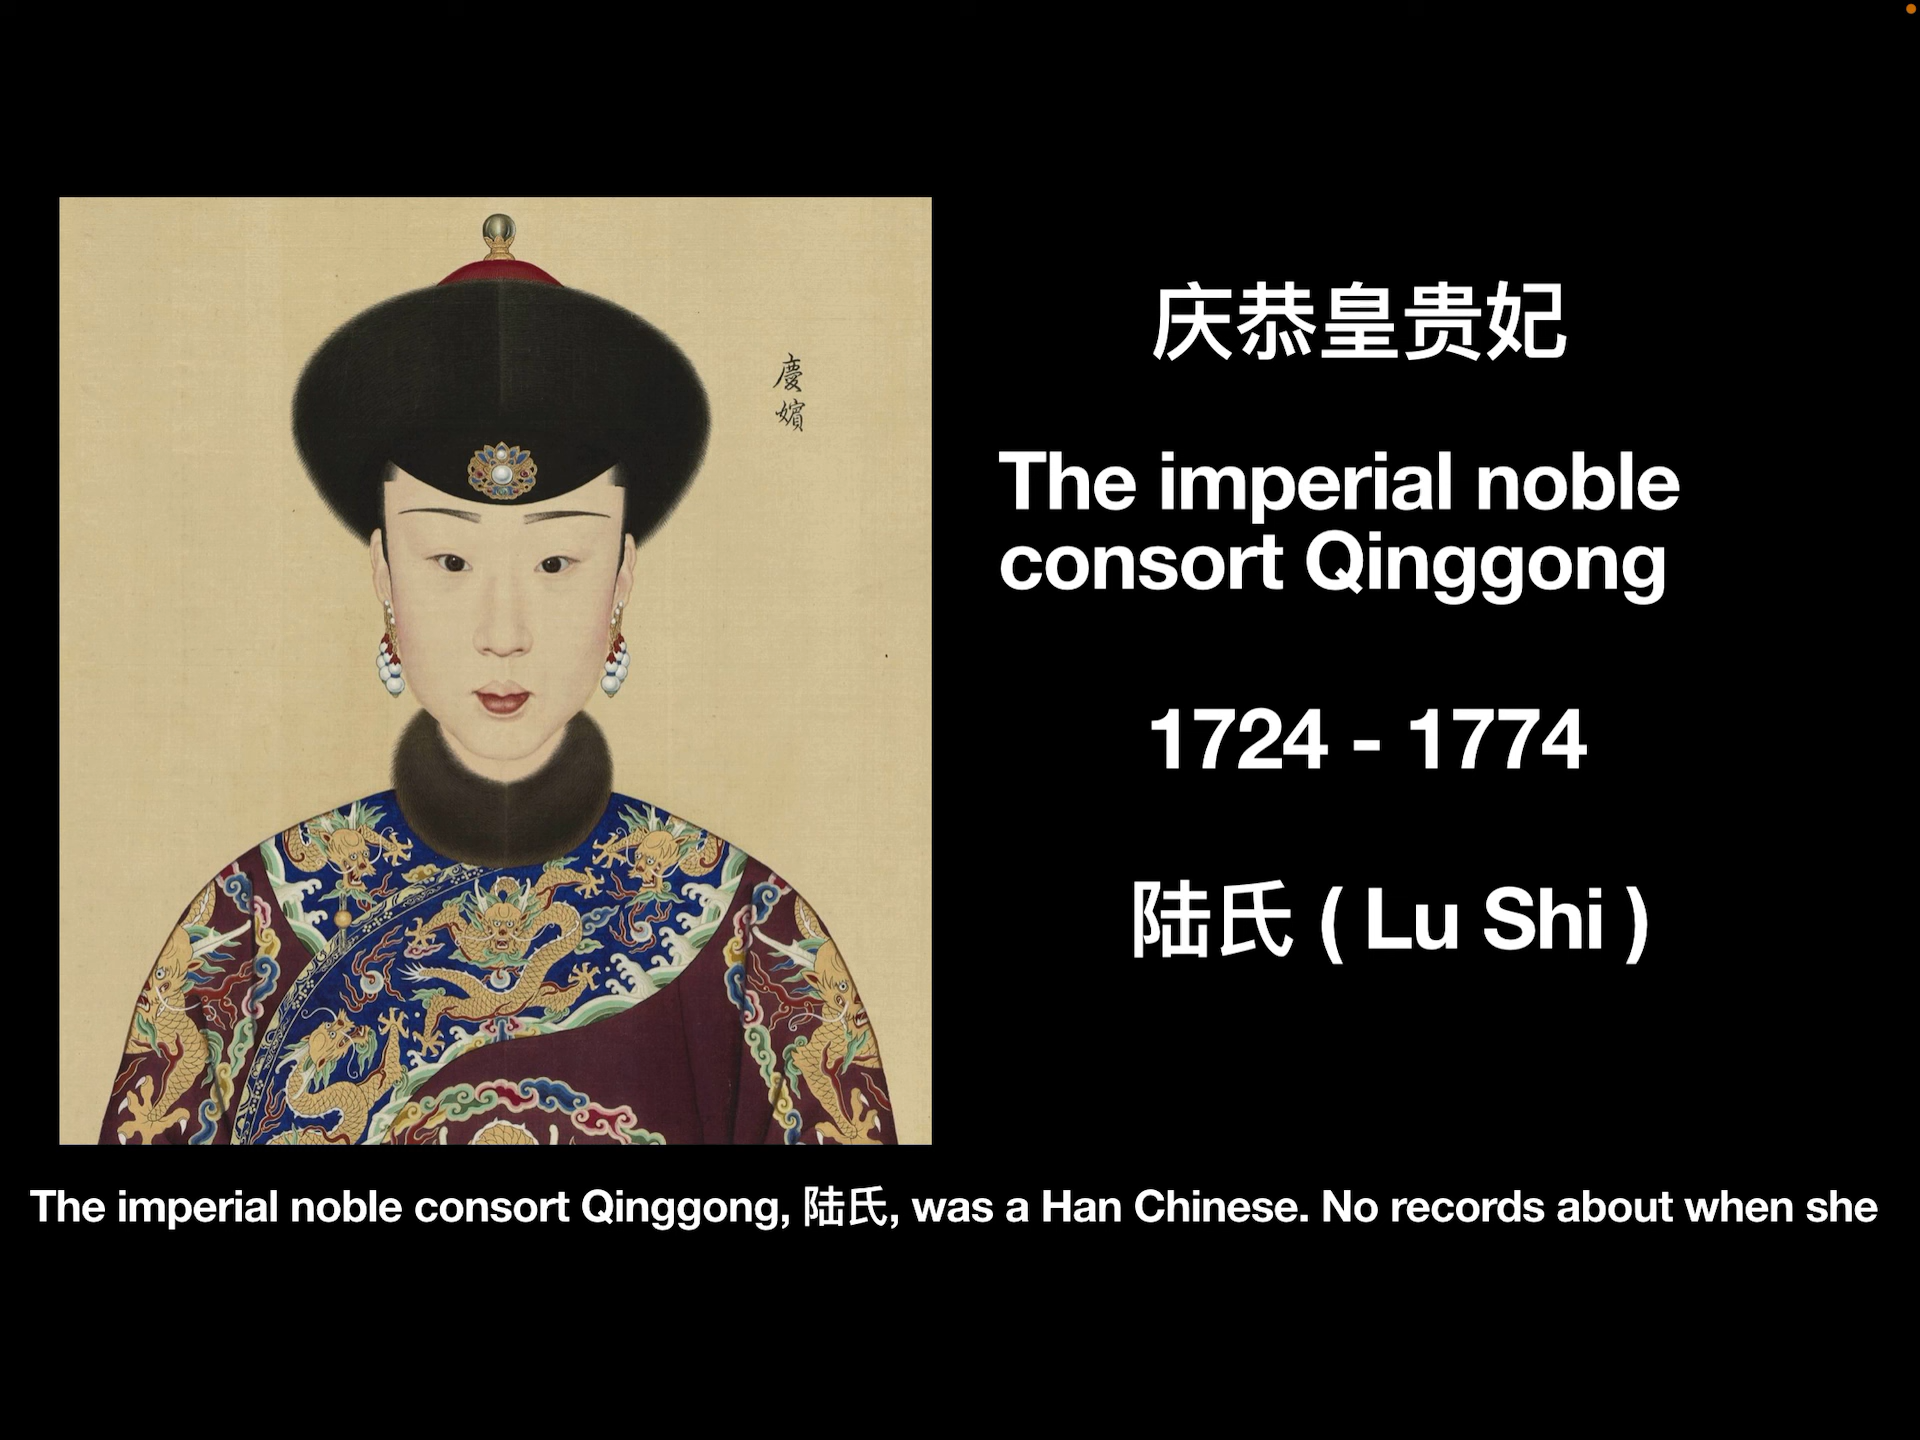 慶
嬪
庆恭皇贵妃
The imperial noble
consort Qinggong
1724 - 1774
陆氏 ( Lu Shi )
The imperial noble consort Qinggong, 陆氏, was a Han Chinese. No records about when she